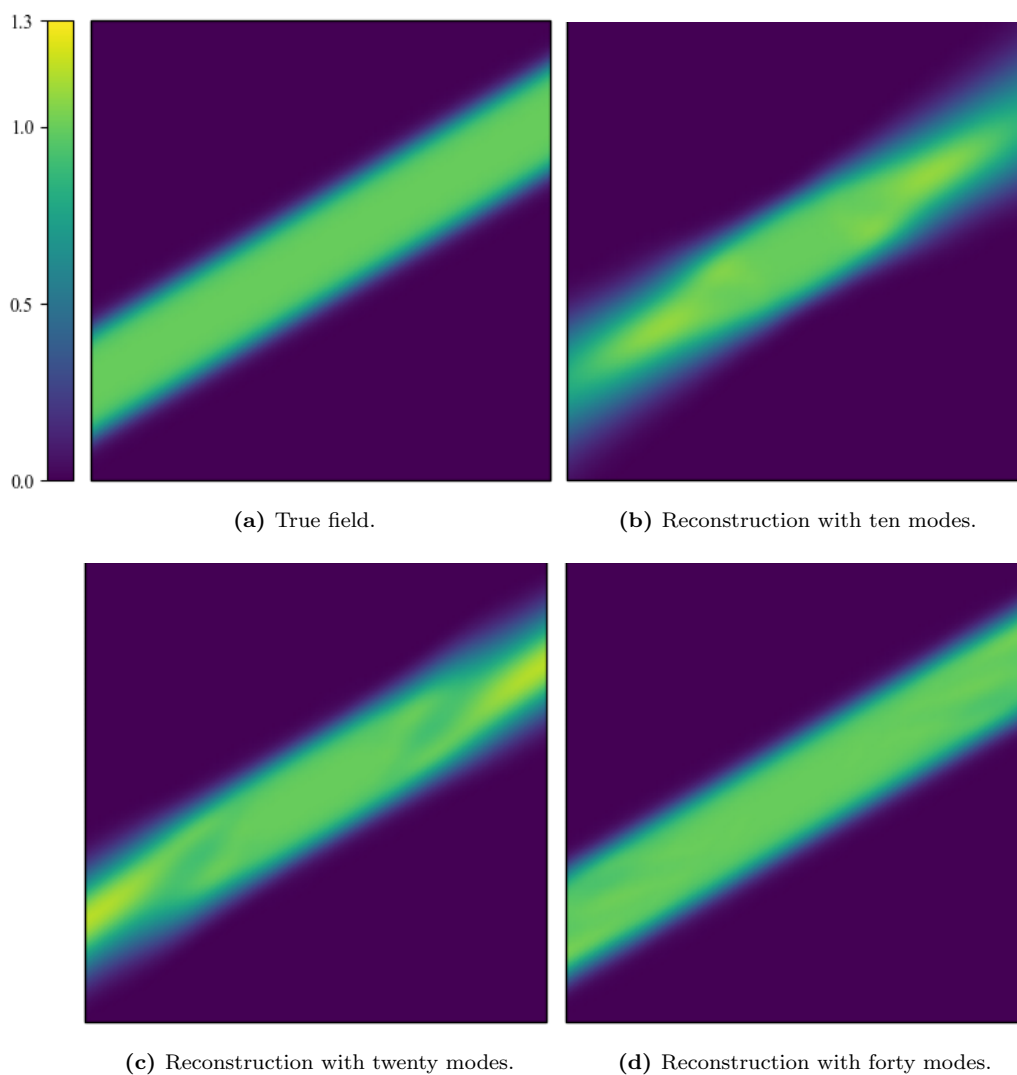 1.3
1.0
0.5
0.0
(a) True field.
(b) Reconstruction with ten modes.
(c) Reconstruction with twenty modes.
(d) Reconstruction with forty modes.